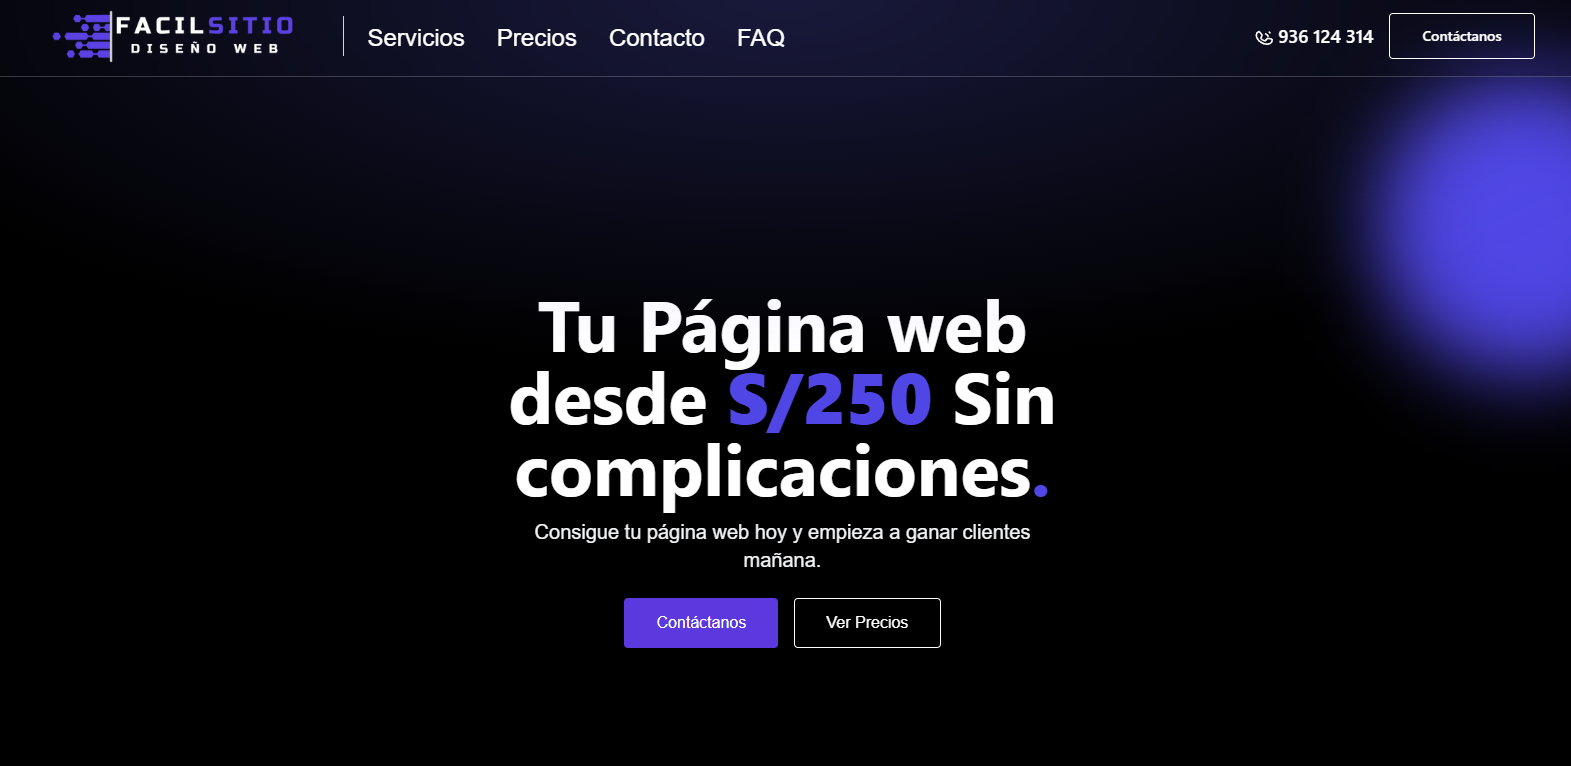 FACILSITIO
DISEÑO WEB
Servicios
Precios
Contacto
FAQ
936 124 314
Contáctanos
Tu Página web
desde S/250 Sin
complicaciones.
Consigue tu página web hoy y empieza a ganar clientes
mañana.
Contáctanos
Ver Precios